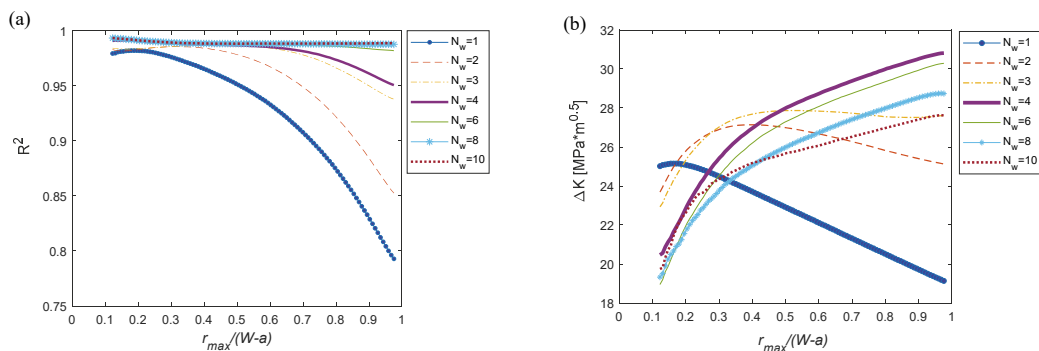 (a)
1
0.95
0.9
0.85
0.8
0.75
R²
0 0.1 0.2 0.3 0.4 0.5 0.6 0.7 0.8 0.9 1
r_max/(W-a)
N_w=1
N_w=2
N_w=3
N_w=4
N_w=6
N_w=8
N_w=10
(b)
32
30
28
26
24
22
20
18
△K [MPa*m^0.5]
0 0.1 0.2 0.3 0.4 0.5 0.6 0.7 0.8 0.9 1
r_max/(W-a)
N_w=1
N_w=2
N_w=3
N_w=4
N_w=6
N_w=8
N_w=10